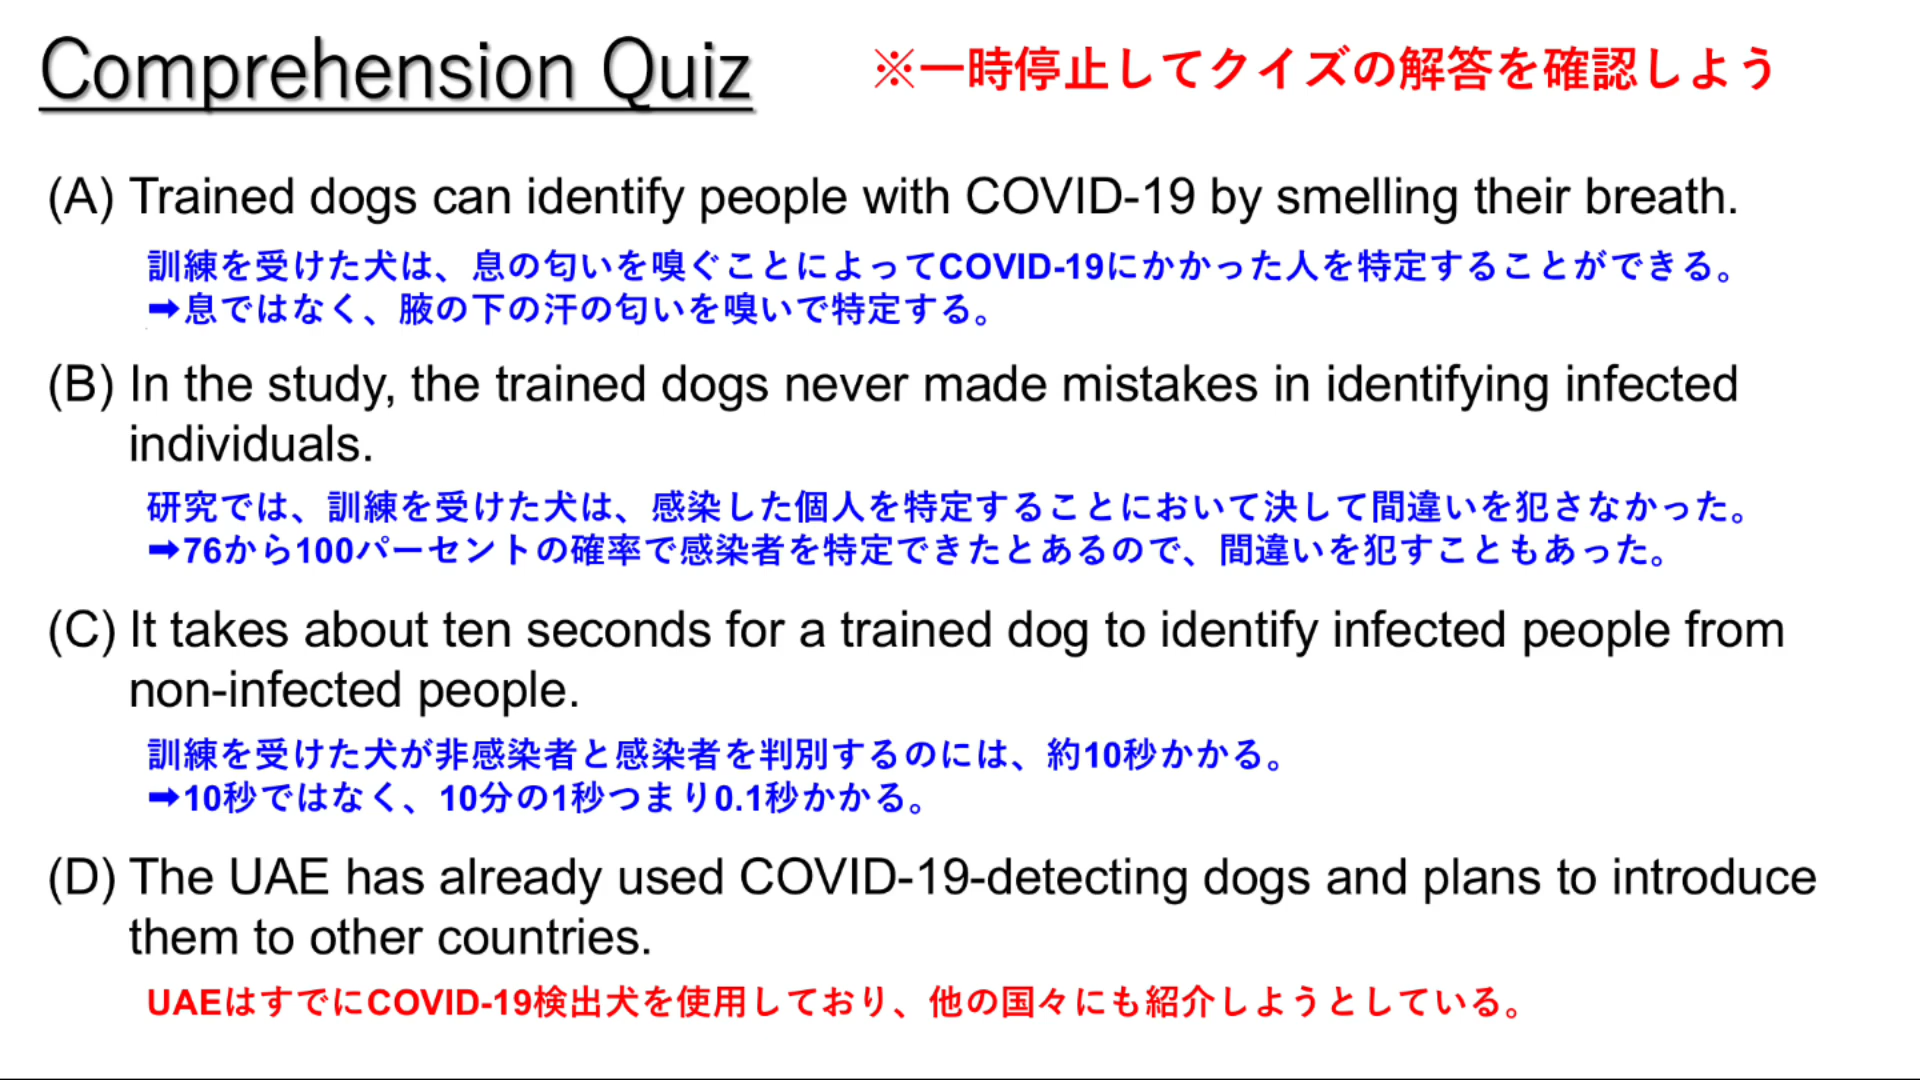 Comprehension Quiz
※一時停止してクイズの解答を確認しよう
(A) Trained dogs can identify people with COVID-19 by smelling their breath.
訓練を受けた犬は、息の匂いを嗅ぐことによってCOVID-19にかかった人を特定することができる。
➡息ではなく、腋の下の汗の匂いを嗅いで特定する。
(B) In the study, the trained dogs never made mistakes in identifying infected
individuals.
研究では、訓練を受けた犬は、感染した個人を特定することにおいて決して間違いを犯さなかった。
➡76から100パーセントの確率で感染者を特定できたとあるので、間違いを犯すこともあった。
(C) It takes about ten seconds for a trained dog to identify infected people from
non-infected people.
訓練を受けた犬が非感染者と感染者を判別するのには、約10秒かかる。
➡10秒ではなく、10分の1秒つまり0.1秒かかる。
(D) The UAE has already used COVID-19-detecting dogs and plans to introduce
them to other countries.
UAEはすでにCOVID-19検出犬を使用しており、他の国々にも紹介しようとしている。